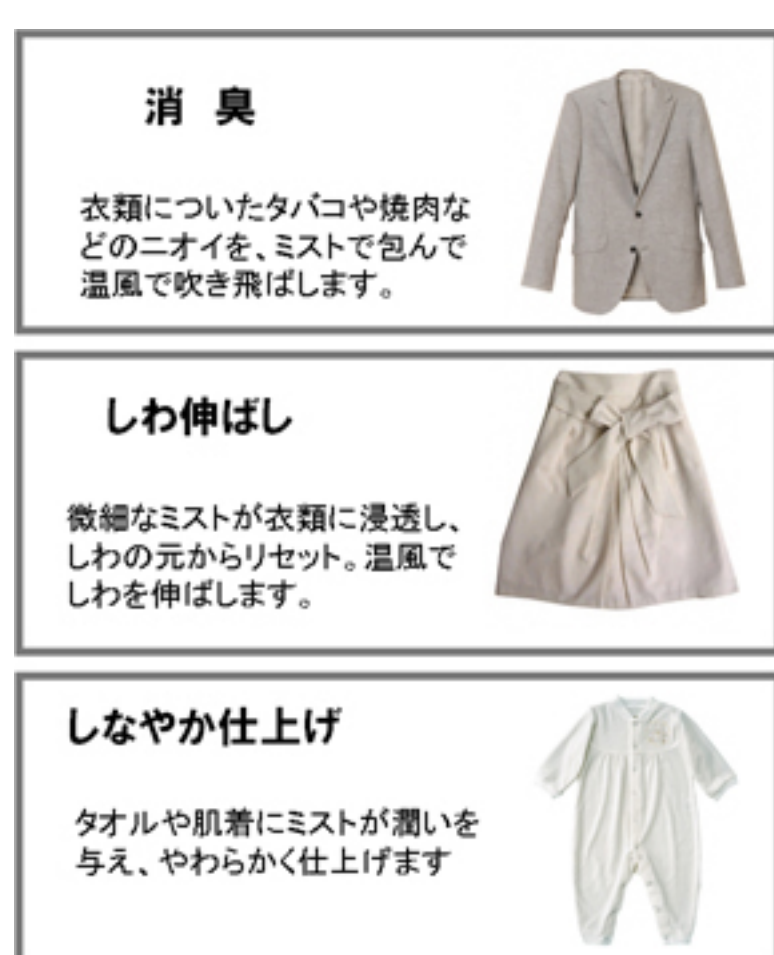 消 臭
衣類についたタバコや焼肉な
どのニオイを、ミストで包んで
温風で吹き飛ばします。
しわ伸ばし
微細なミストが衣類に浸透し、
しわの元からリセット。温風で
しわを伸ばします。
しなやか仕上げ
タオルや肌着にミストが潤いを
与え、やわらかく仕上げます